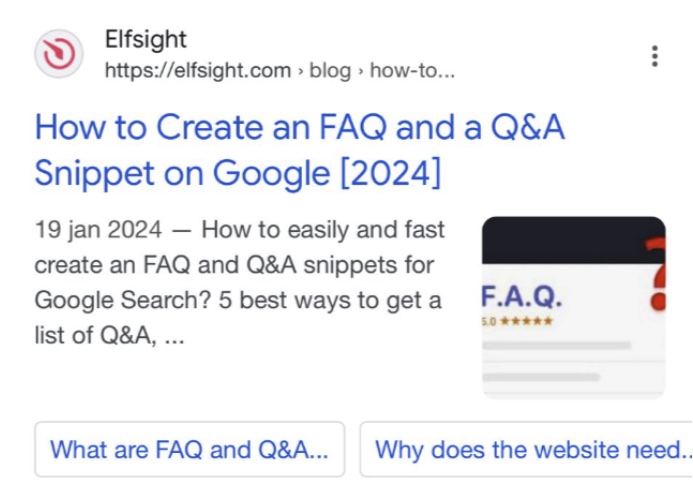 Elfsight
https://elfsight.com › blog › how-to...
How to Create an FAQ and a Q&A
Snippet on Google [2024]
19 jan 2024 — How to easily and fast
create an FAQ and Q&A snippets for
Google Search? 5 best ways to get a
list of Q&A, ...
F.A.Q.
5.0 ★★★★★
?
What are FAQ and Q&A...
Why does the website need...